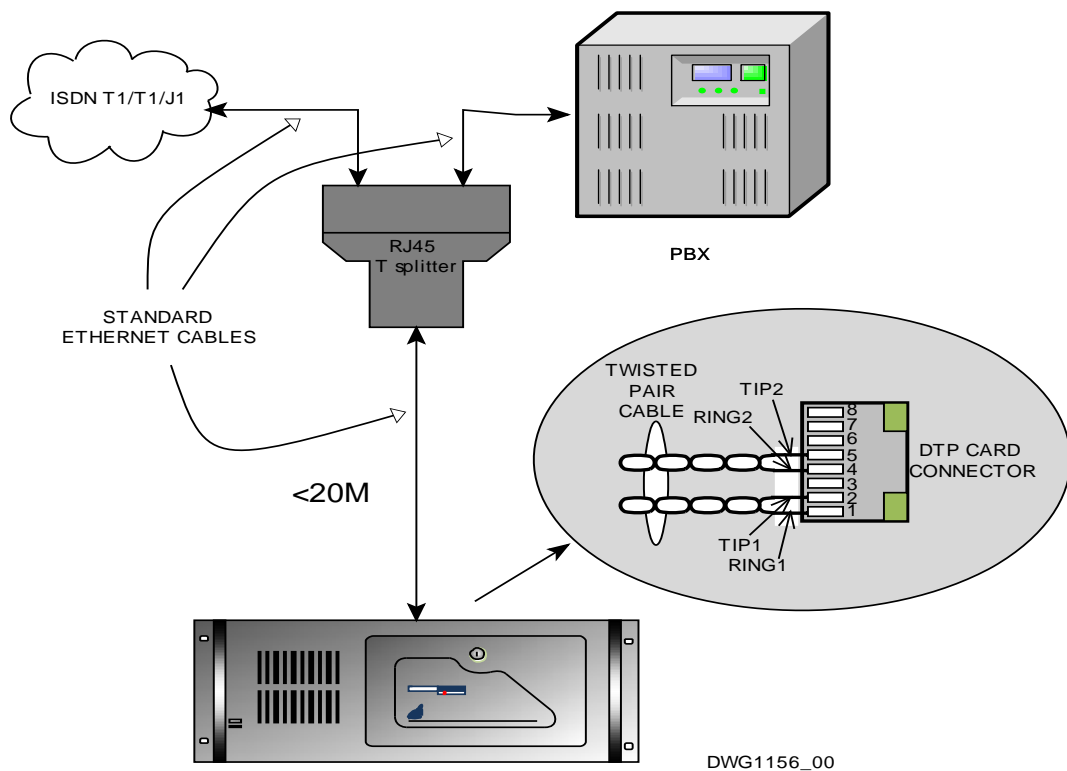 ISDN T1/T1/J1
PBX
RJ45
T splitter
STANDARD
ETHERNET CABLES
<20M
TWISTED
PAIR
CABLE
TIP2
RING2
8
7
6
5
4
3
2
1
DTP CARD
CONNECTOR
TIP1
RING1
DWG1156_00